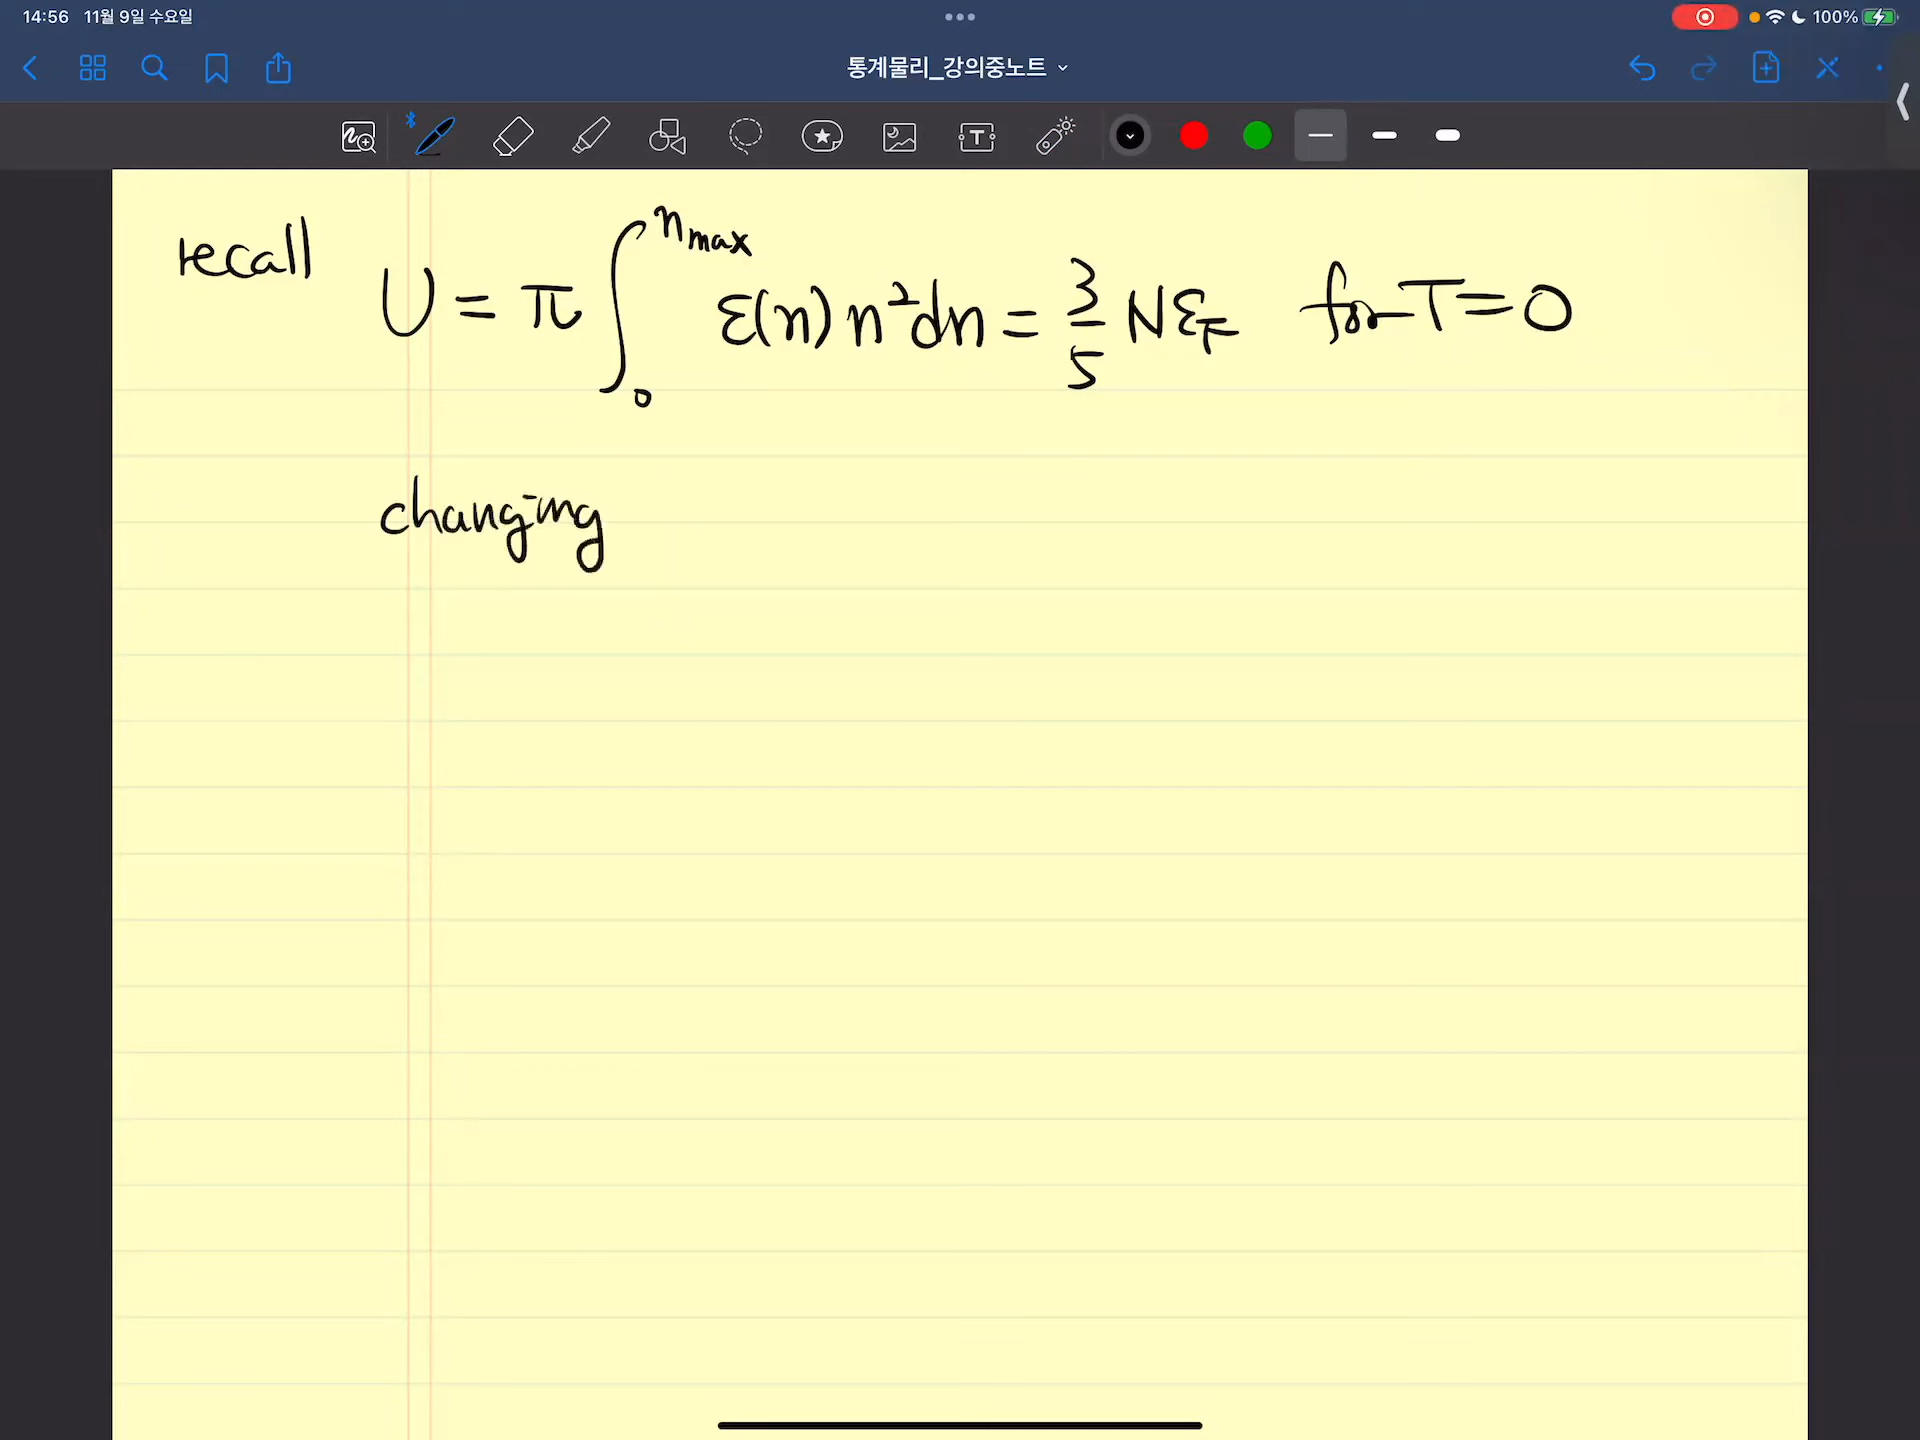 14:56 11월 9일 수요일
100%
통계물리_강의중노트
recall
U = π ∫₀^{n_max} ε(n) n² dn = 3/5 N ε_F for T = 0
changing